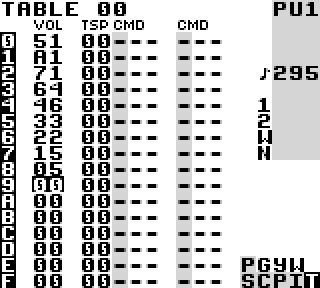 TABLE 00 PU1
VOL TSP CMD CMD
0 51 00 --- ---
1 A1 00 --- ---
2 71 00 --- --- ♪295
3 64 00 --- ---
4 46 00 --- --- 1
5 33 00 --- --- 2
6 22 00 --- --- W
7 15 00 --- --- N
8 05 00 --- ---
9 00 00 --- ---
A 00 00 --- ---
B 00 00 --- ---
C 00 00 --- ---
D 00 00 --- ---
E 00 00 --- --- PGYW
F 00 00 --- --- SCPIT